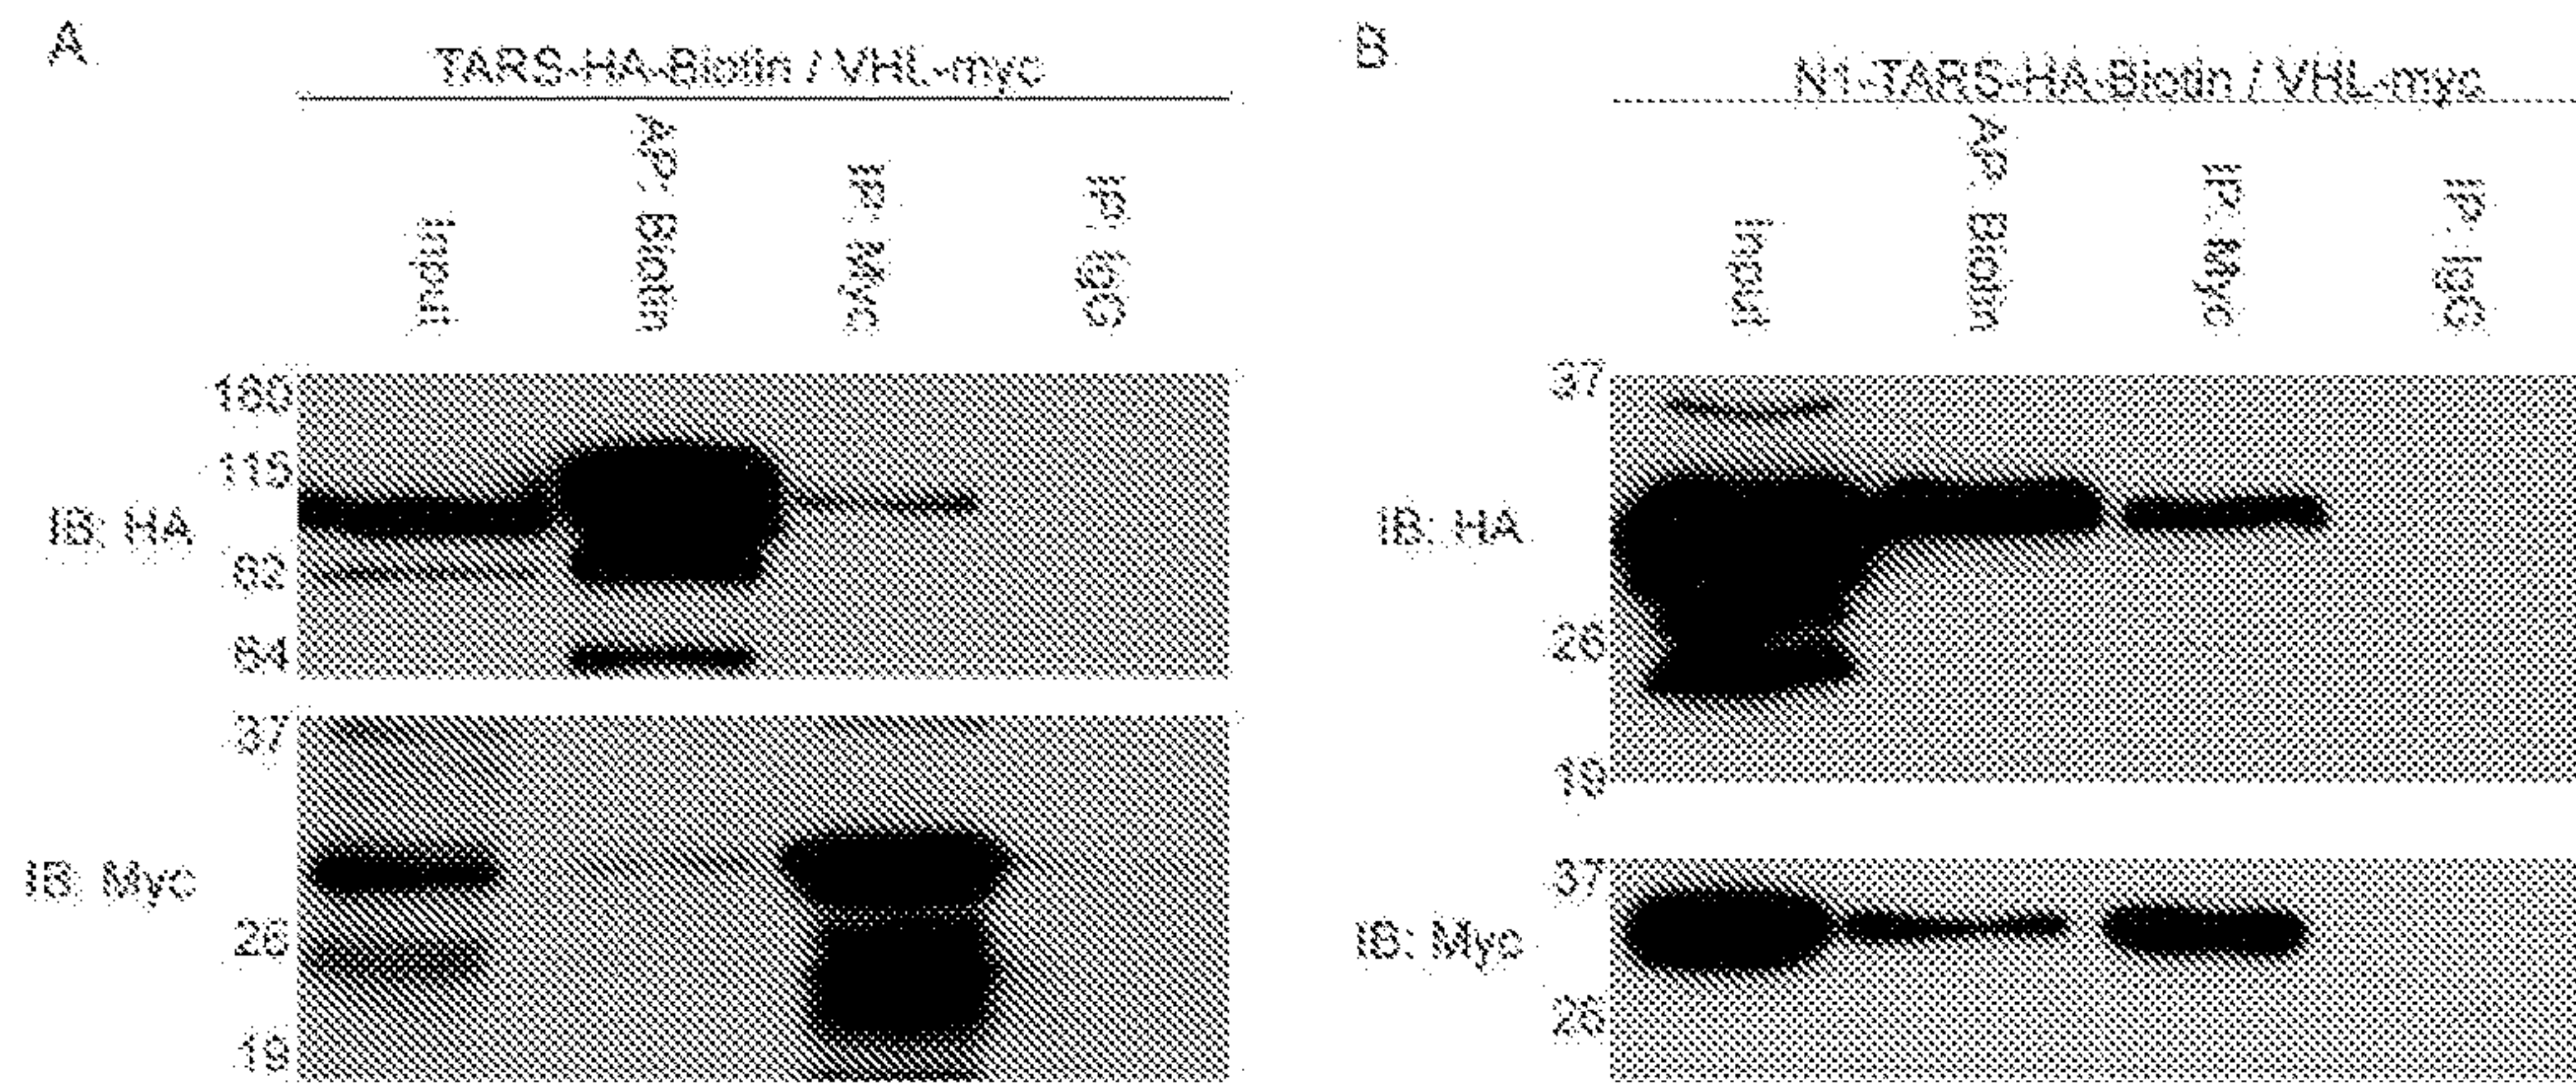 A
TARS-HA-Biotin / VHL-myc
Input
AP: Biotin
IP: Myc
IP: IgG
IB: HA
180
115
82
64
IB: Myc
37
26
19
B
N1-TARS-HA-Biotin / VHL-myc
Input
AP: Biotin
IP: Myc
IP: IgG
IB: HA
37
26
19
IB: Myc
37
26